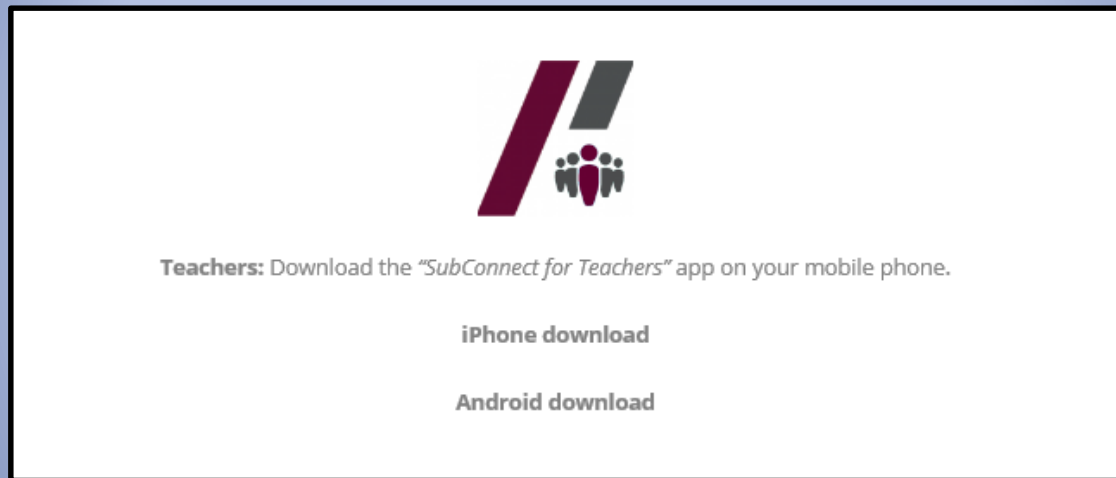 Teachers: Download the “SubConnect for Teachers” app on your mobile phone.
iPhone download
Android download